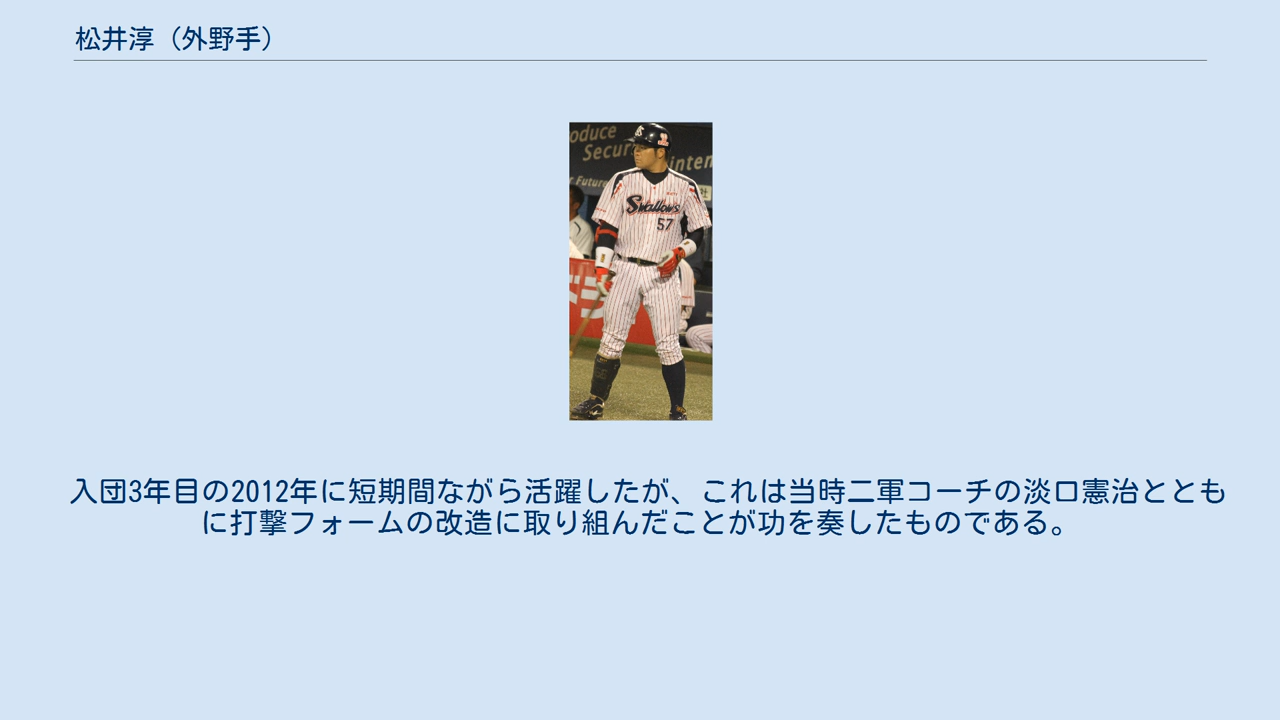 松井淳（外野手）
oduce
Secur
inten
r Future
Swallows
57
入団3年目の2012年に短期間ながら活躍したが、これは当時二軍コーチの淡口憲治ととも
に打撃フォームの改造に取り組んだことが功を奏したものである。